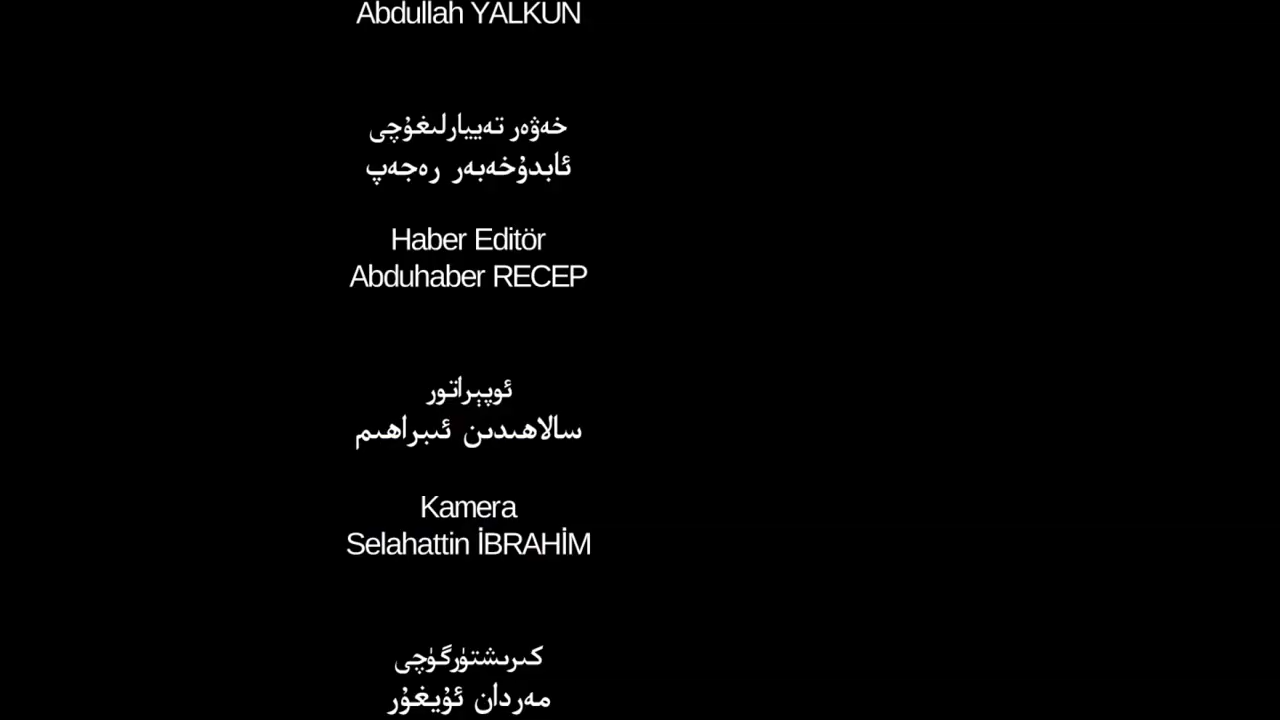 Abdullah YALKUN
خەۋەر تەييارلىغۇچى
ئابدۇخەبەر رەجەپ
Haber Editör
Abduhaber RECEP
ئوپېراتور
سالاھىدىن ئىبراھىم
Kamera
Selahattin İBRAHİM
كىرىشتۈرگۈچى
مەردان ئۇيغۇر